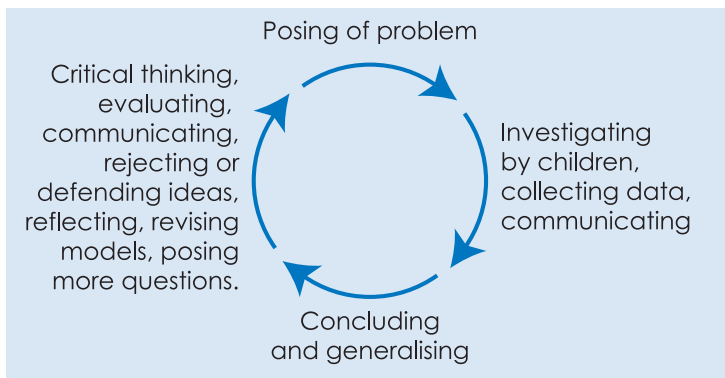 Posing of problem
Investigating
by children,
collecting data,
communicating
Concluding
and generalising
Critical thinking,
evaluating,
communicating,
rejecting or
defending ideas,
reflecting, revising
models, posing
more questions.